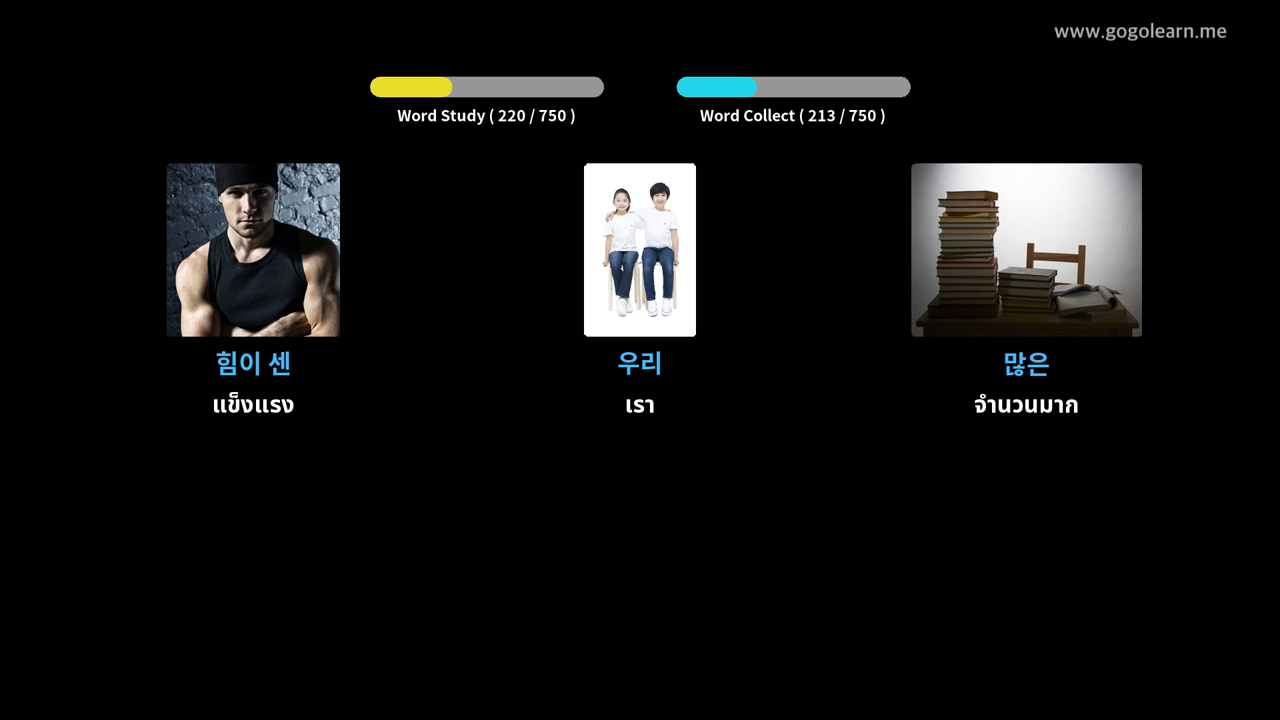 www.gogolearn.me
Word Study ( 220 / 750 )
Word Collect ( 213 / 750 )
힘이 센
우리
많은
แข็งแรง
เรา
จำนวนมาก